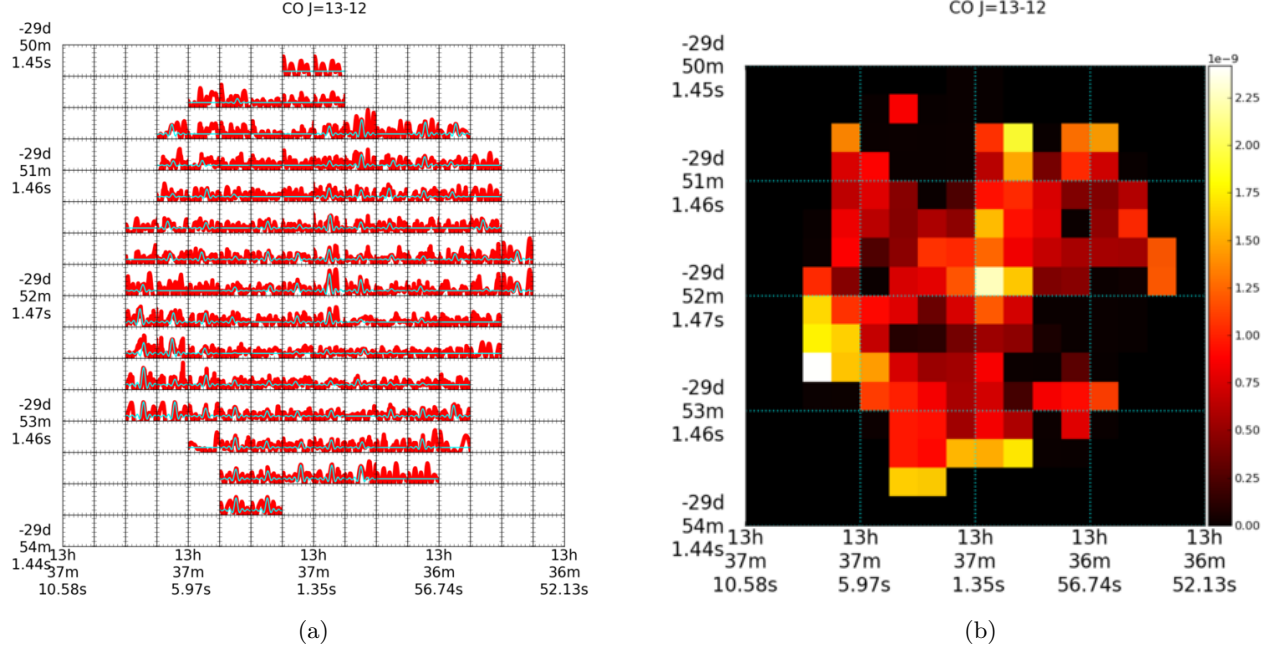 CO J=13-12
-29d
50m
1.45s
-29d
51m
1.46s
-29d
52m
1.47s
-29d
53m
1.46s
-29d
54m
1.44s
13h
37m
10.58s
13h
37m
5.97s
13h
37m
1.35s
13h
36m
56.74s
13h
36m
52.13s
(a)
CO J=13-12
-29d
50m
1.45s
-29d
51m
1.46s
-29d
52m
1.47s
-29d
53m
1.46s
-29d
54m
1.44s
13h
37m
10.58s
13h
37m
5.97s
13h
37m
1.35s
13h
36m
56.74s
13h
36m
52.13s
1e-9
2.25
2.00
1.75
1.50
1.25
1.00
0.75
0.50
0.25
0.00
(b)